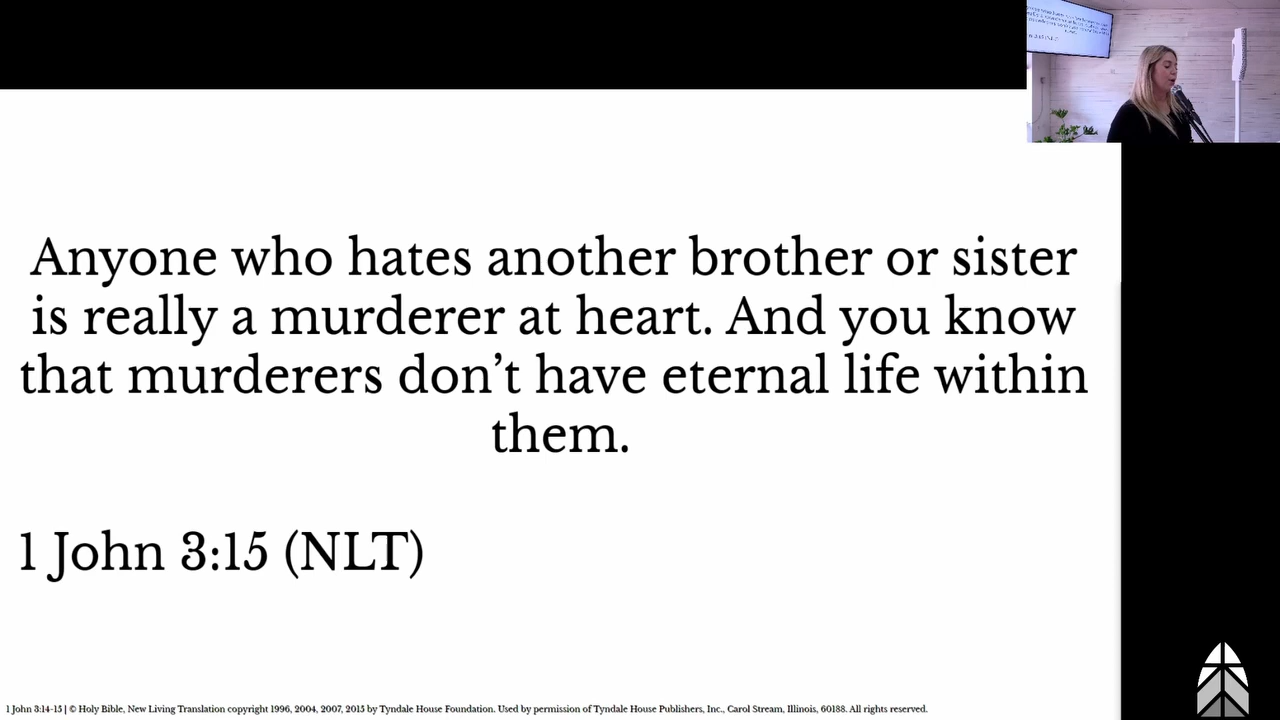 Anyone who hates another brother or sister
is really a murderer at heart. And you know
that murderers don’t have eternal life within
them.
1 John 3:15 (NLT)
1 John 3:14-15 | © Holy Bible, New Living Translation copyright 1996, 2004, 2007, 2015 by Tyndale House Foundation. Used by permission of Tyndale House Publishers, Inc., Carol Stream, Illinois, 60188. All rights reserved.